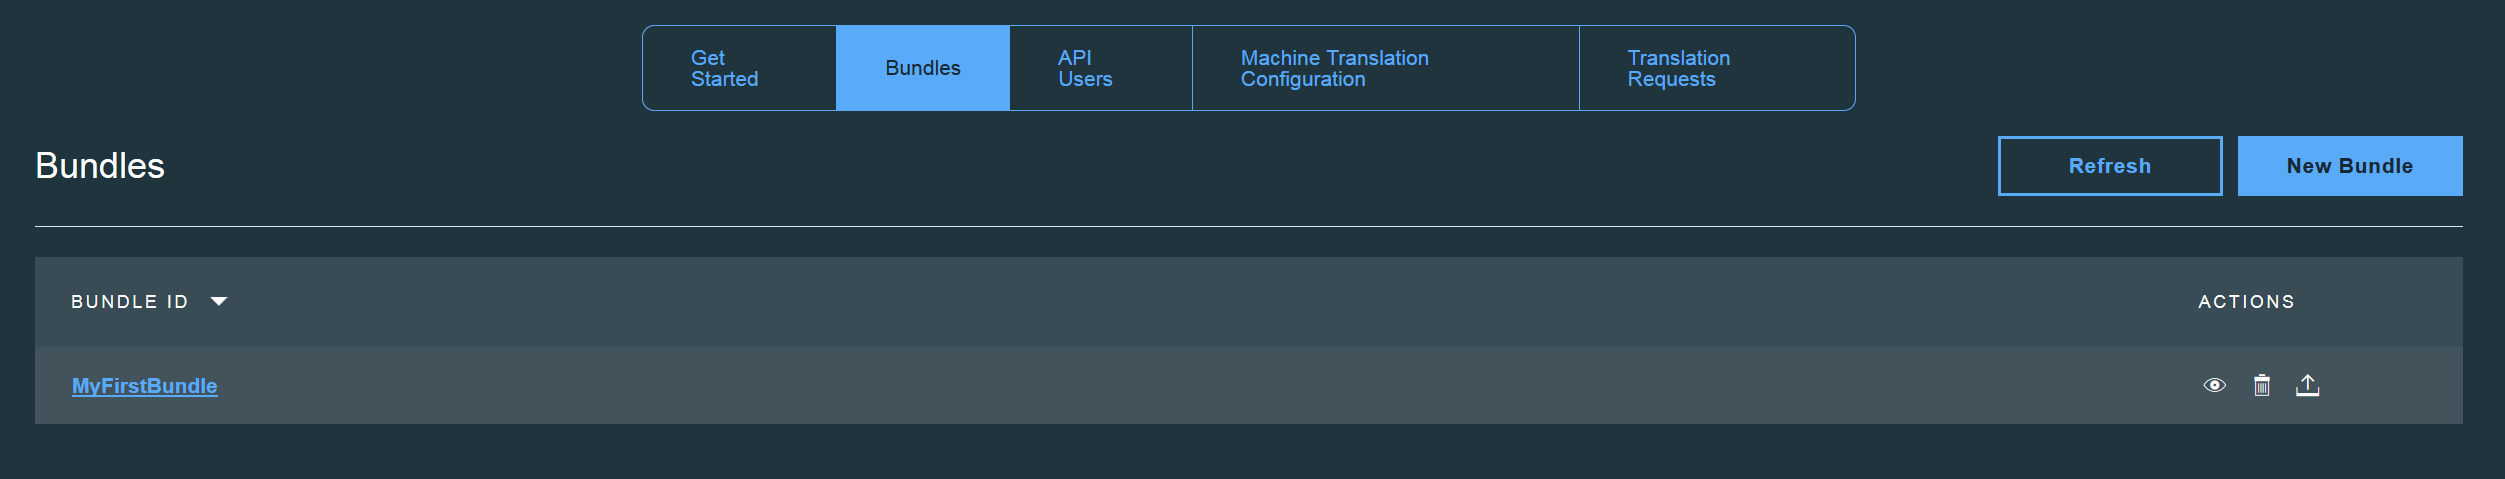 Get
Started
Bundles
API
Users
Machine Translation
Configuration
Translation
Requests
Bundles
Refresh
New Bundle
BUNDLE ID
ACTIONS
MyFirstBundle